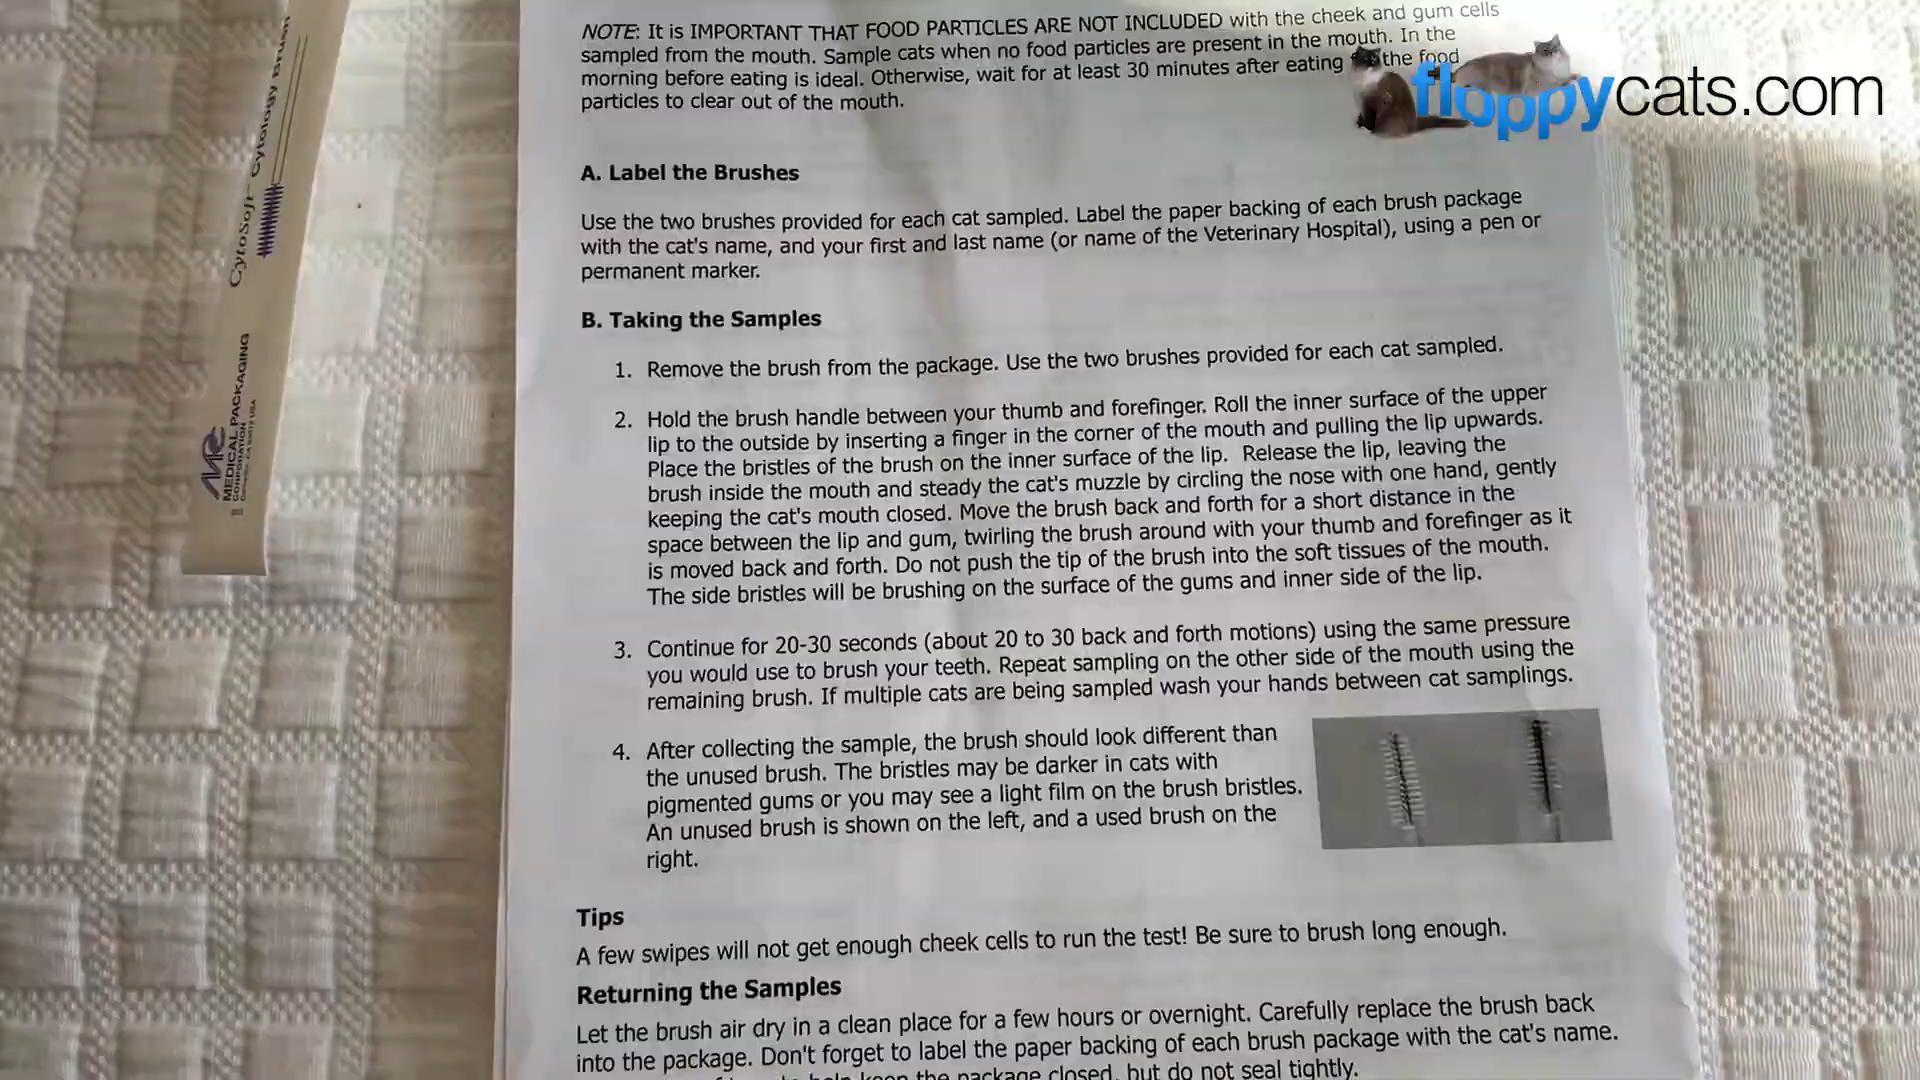 NOTE: It is IMPORTANT THAT FOOD PARTICLES ARE NOT INCLUDED with the cheek and gum cells
sampled from the mouth. Sample cats when no food particles are present in the mouth. In the
morning before eating is ideal. Otherwise, wait for at least 30 minutes after eating the food
particles to clear out of the mouth.
floppycats.com
A. Label the Brushes
Use the two brushes provided for each cat sampled. Label the paper backing of each brush package
with the cat's name, and your first and last name (or name of the Veterinary Hospital), using a pen or
permanent marker.
B. Taking the Samples
1. Remove the brush from the package. Use the two brushes provided for each cat sampled.
2. Hold the brush handle between your thumb and forefinger. Roll the inner surface of the upper
lip to the outside by inserting a finger in the corner of the mouth and pulling the lip upwards.
Place the bristles of the brush on the inner surface of the lip. Release the lip, leaving the
brush inside the mouth and steady the cat's muzzle by circling the nose with one hand, gently
keeping the cat's mouth closed. Move the brush back and forth for a short distance in the
space between the lip and gum, twirling the brush around with your thumb and forefinger as it
is moved back and forth. Do not push the tip of the brush into the soft tissues of the mouth.
The side bristles will be brushing on the surface of the gums and inner side of the lip.
3. Continue for 20-30 seconds (about 20 to 30 back and forth motions) using the same pressure
you would use to brush your teeth. Repeat sampling on the other side of the mouth using the
remaining brush. If multiple cats are being sampled wash your hands between cat samplings.
4. After collecting the sample, the brush should look different than
the unused brush. The bristles may be darker in cats with
pigmented gums or you may see a light film on the brush bristles.
An unused brush is shown on the left, and a used brush on the
right.
Tips
A few swipes will not get enough cheek cells to run the test! Be sure to brush long enough.
Returning the Samples
Let the brush air dry in a clean place for a few hours or overnight. Carefully replace the brush back
into the package. Don't forget to label the paper backing of each brush package with the cat's name.
help keep the package closed, but do not seal tightly.
CytoSoft Cytology Brush
MEDICAL PACKAGING
CORPORATION